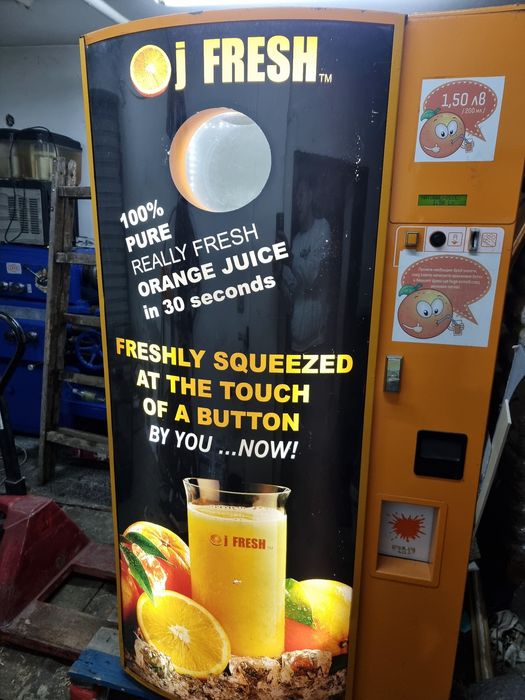 Oj FRESH TM
100%
PURE
REALLY FRESH
ORANGE JUICE
in 30 seconds
FRESHLY SQUEEZED
AT THE TOUCH
OF A BUTTON
BY YOU ...NOW!
Oj FRESH
1,50 лв
/200 мл/